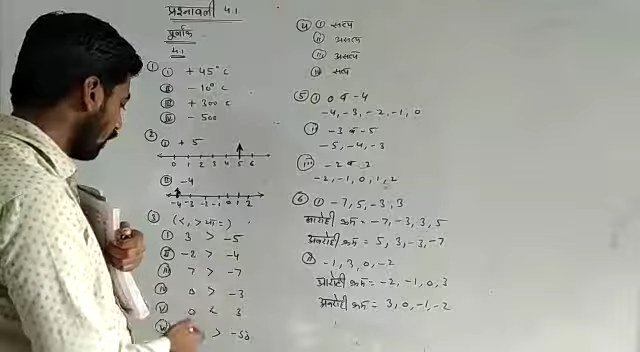 प्रश्नावली 4.1
पूर्णांक
4.1
① ⓘ + 45° c
ⓘⓘ - 10° c
ⓘⓘⓘ + 300 c
ⓘⓥ - 500
② ⓘ + 5
0 1 2 3 4 5 6
ⓘⓘ -4
-4 -3 -2 -1 0 1 2
③ (<, > या =)
ⓘ 3 > -5
ⓘⓘ -2 > -4
ⓘⓘⓘ 7 > -7
ⓘⓥ 0 > -3
ⓥ 0 < 3
> -50
④ ⓘ सत्य
ⓘⓘ असत्य
ⓘⓘⓘ असत्य
ⓘⓥ सत्य
⑤ ⓘ 0 व -4
-4, -3, -2, -1, 0
ⓘⓘ -3 व -5
-5, -4, -3
ⓘⓘⓘ -2 व 2
-2, -1, 0, 1, 2
⑥ ⓘ -7, 5, -3, 3
आरोही क्रम = -7, -3, 3, 5
अवरोही क्रम = 5, 3, -3, -7
ⓘⓘ -1, 3, 0, -2
आरोही क्रम = -2, -1, 0, 3
अवरोही क्रम = 3, 0, -1, -2